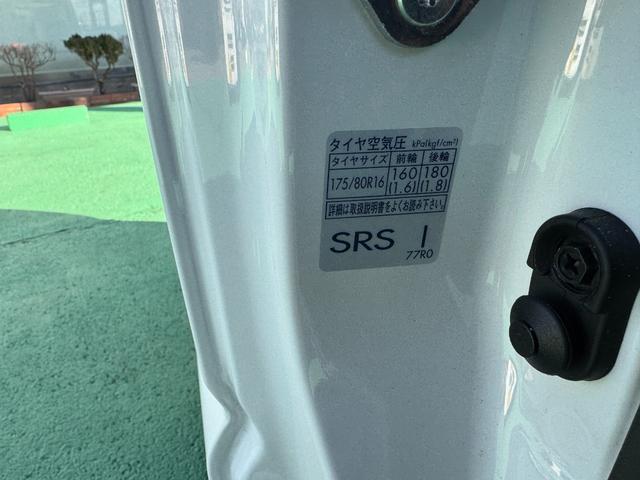 タイヤ空気圧 kPa(kgf/cm²)
タイヤサイズ 前輪 後輪
175/80R16 160 180
(1.6) (1.8)
詳細は取扱説明書をよくお読み下さい。
SRS I
77R0